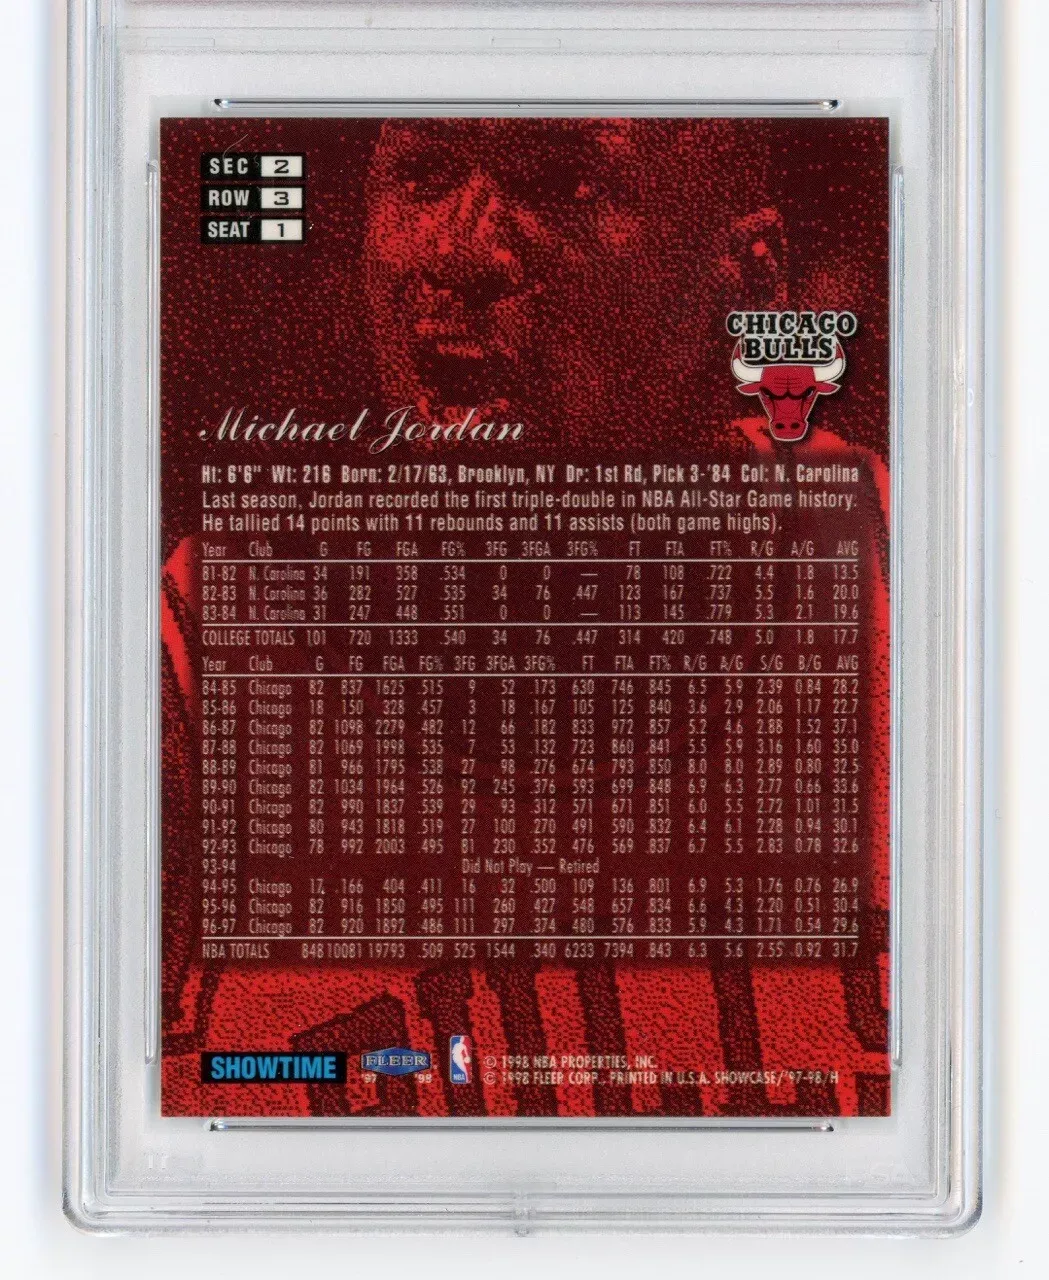 SEC 2
ROW 3
SEAT 1
CHICAGO
BULLS
Michael Jordan
Ht: 6'6" Wt: 216 Born: 2/17/63, Brooklyn, NY Dr: 1st Rd, Pick 3-'84 Col: N. Carolina
Last season, Jordan recorded the first triple-double in NBA All-Star Game history.
He tallied 14 points with 11 rebounds and 11 assists (both game highs).
Year Club G FG FGA FG% 3FG 3FGA 3FG% FT FTA FT% R/G A/G AVG
81-82 N. Carolina 34 191 358 .534 0 0 — 78 108 .722 4.4 1.8 13.5
82-83 N. Carolina 36 282 527 .535 34 76 .447 123 167 .737 5.5 1.6 20.0
83-84 N. Carolina 31 247 448 .551 0 0 — 113 145 .779 5.3 2.1 19.6
COLLEGE TOTALS 101 720 1333 .540 34 76 .447 314 420 .748 5.0 1.8 17.7
Year Club G FG FGA FG% 3FG 3FGA 3FG% FT FTA FT% R/G A/G S/G B/G AVG
84-85 Chicago 82 837 1625 .515 9 52 .173 630 746 .845 6.5 5.9 2.39 0.84 28.2
85-86 Chicago 18 150 328 .457 3 18 .167 105 125 .840 3.6 2.9 2.06 1.17 22.7
86-87 Chicago 82 1098 2279 .482 12 66 .182 833 972 .857 5.2 4.6 2.88 1.52 37.1
87-88 Chicago 82 1069 1998 .535 7 53 .132 723 860 .841 5.5 5.9 3.16 1.60 35.0
88-89 Chicago 81 966 1795 .538 27 98 .276 674 793 .850 8.0 8.0 2.89 0.80 32.5
89-90 Chicago 82 1034 1964 .526 92 245 .376 593 699 .848 6.9 6.3 2.77 0.66 33.6
90-91 Chicago 82 990 1837 .539 29 93 .312 571 671 .851 6.0 5.5 2.72 1.01 31.5
91-92 Chicago 80 943 1818 .519 27 100 .270 491 590 .832 6.4 6.1 2.28 0.94 30.1
92-93 Chicago 78 992 2003 .495 81 230 .352 476 569 .837 6.7 5.5 2.83 0.78 32.6
93-94 Did Not Play — Retired
94-95 Chicago 17 166 404 .411 16 32 .500 109 136 .801 6.9 5.3 1.76 0.76 26.9
95-96 Chicago 82 916 1850 .495 111 260 .427 548 657 .834 6.6 4.3 2.20 0.51 30.4
96-97 Chicago 82 920 1892 .486 111 297 .374 480 576 .833 5.9 4.3 1.71 0.54 29.6
NBA TOTALS 848 10081 19793 .509 525 1544 .340 6233 7394 .843 6.3 5.6 2.55 0.92 31.7
SHOWTIME
FLEER
'97 '98
NBA
© 1998 NBA PROPERTIES, INC.
© 1998 FLEER CORP. PRINTED IN U.S.A. SHOWCASE/'97-98/H